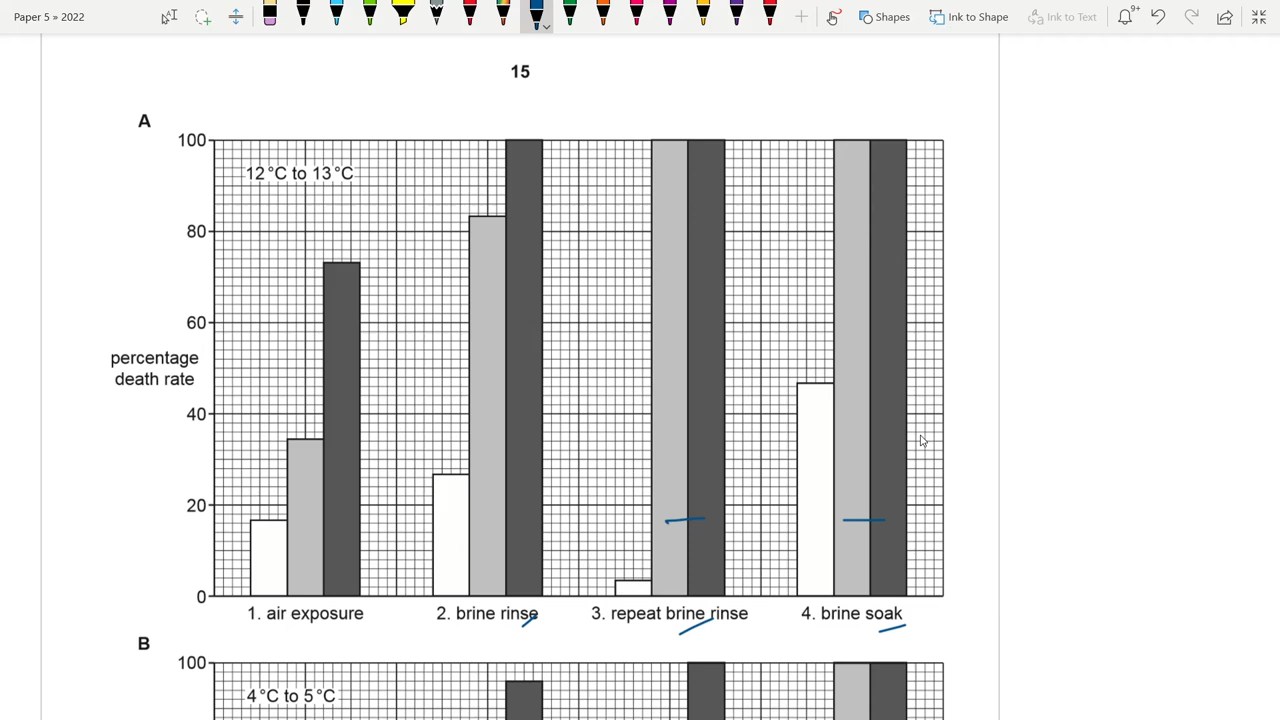 Paper 5 » 2022
Shapes
Ink to Shape
Ink to Text
9+
15
A
100
12 °C to 13 °C
80
60
percentage
death rate
40
20
0
1. air exposure
2. brine rinse
3. repeat brine rinse
4. brine soak
B
100
4 °C to 5 °C